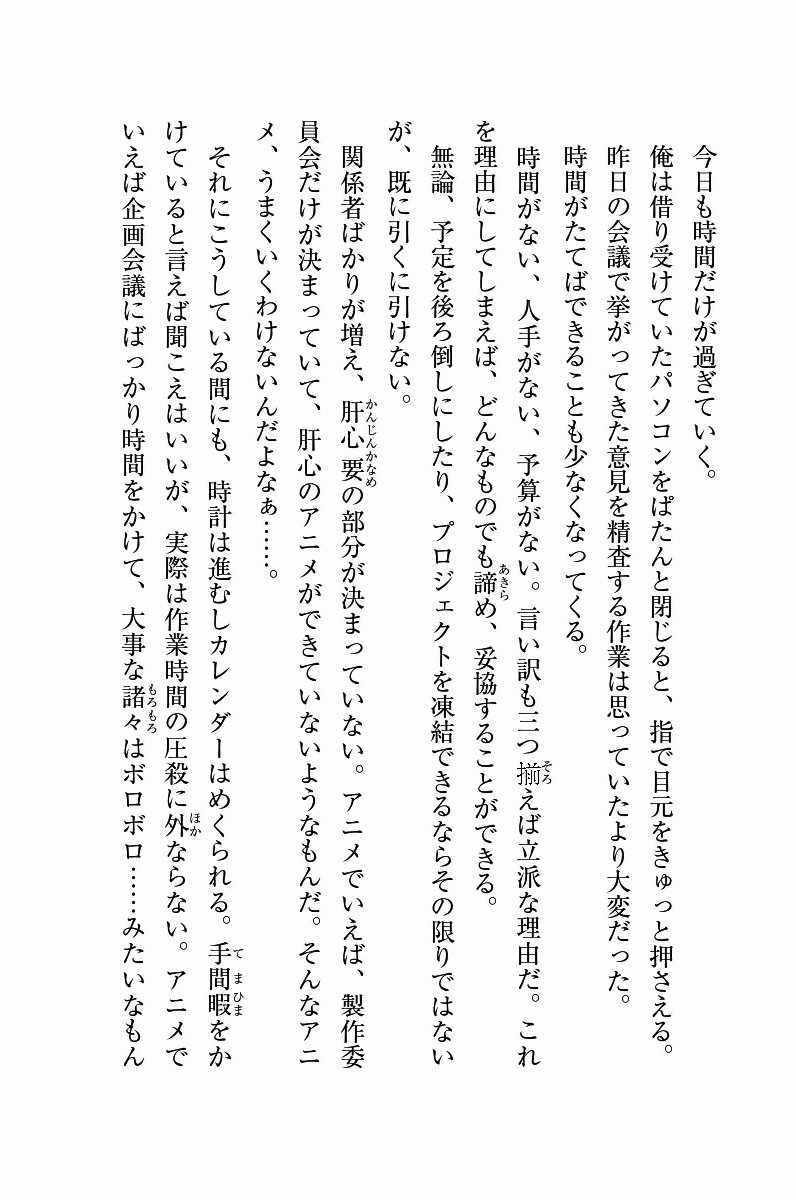 今日も時間だけが過ぎていく。
俺は借り受けていたパソコンをぱたんと閉じると、指で目元をきゅっと押さえる。
昨日の会議で挙がってきた意見を精査する作業は思っていたより大変だった。
時間がたてばできることも少なくなってくる。
時間がない、人手がない、予算がない。言い訳も三つ揃えば立派な理由だ。これ
を理由にしてしまえば、どんなものでも諦め、妥協することができる。
無論、予定を後ろ倒しにしたり、プロジェクトを凍結できるならその限りではない
が、既に引くに引けない。
関係者ばかりが増え、肝心要の部分が決まっていない。アニメでいえば、製作委
員会だけが決まっていて、肝心のアニメができていないようなもんだ。そんなアニ
メ、うまくいくわけないんだよなぁ……。
それにこうしている間にも、時計は進むしカレンダーはめくられる。手間暇をか
けていると言えば聞こえはいいが、実際は作業時間の圧殺に外ならない。アニメで
いえば企画会議にばっかり時間をかけて、大事な諸々はボロボロ……みたいなもん